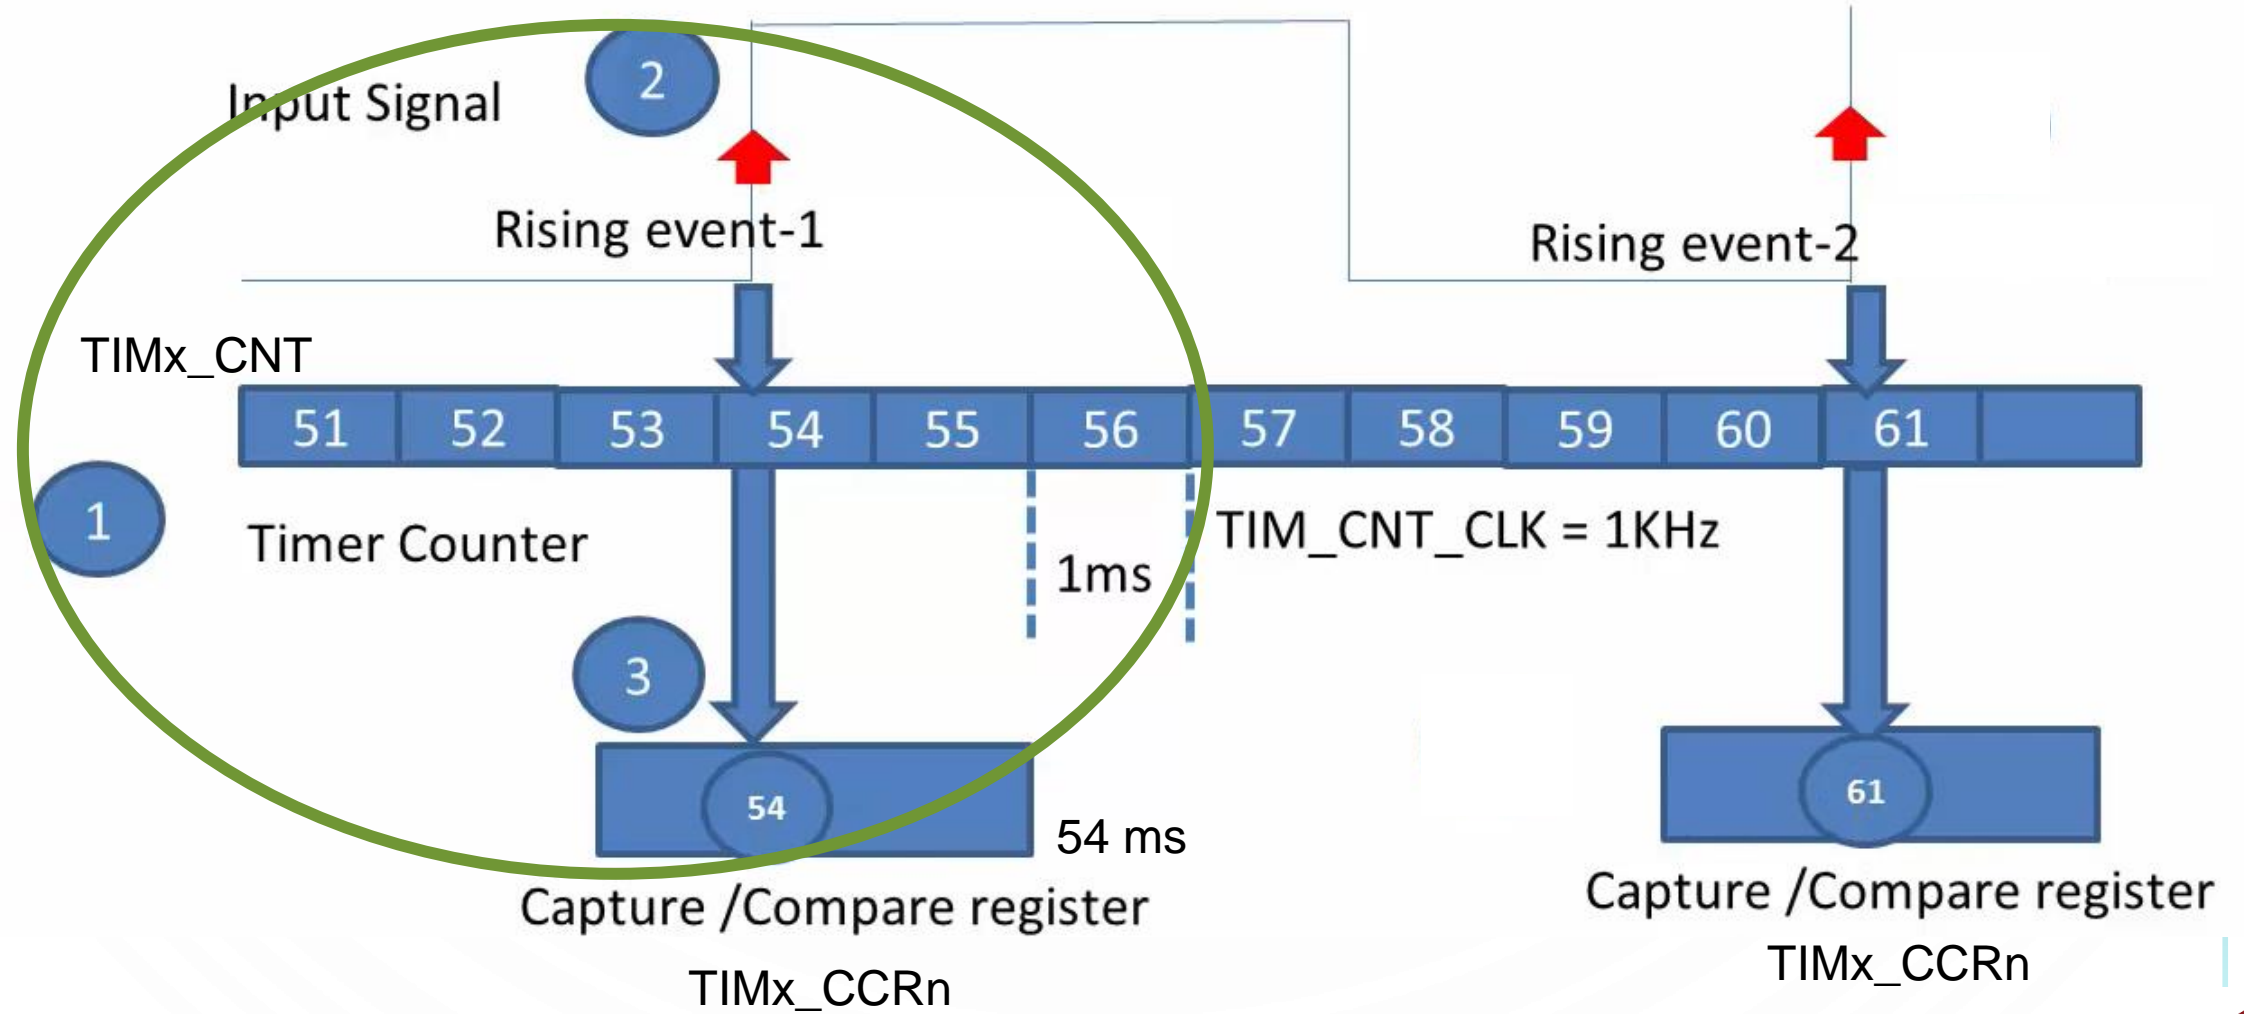 2
Input Signal
Rising event-1
Rising event-2
TIMx_CNT
51 52 53 54 55 56 57 58 59 60 61
1
Timer Counter
1ms
TIM_CNT_CLK = 1KHz
3
54
54 ms
61
Capture /Compare register
TIMx_CCRn
Capture /Compare register
TIMx_CCRn